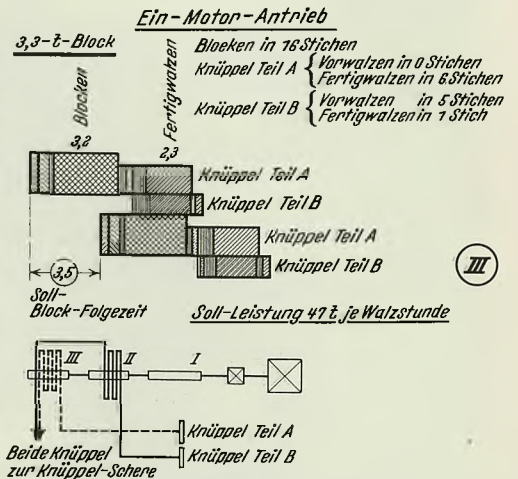 Ein-Motor-Antrieb
3,3-t-Block
Blocken in 16 Stichen
Knüppel Teil A { Vorwalzen in 0 Stichen
Fertigwalzen in 6 Stichen
Knüppel Teil B { Vorwalzen in 5 Stichen
Fertigwalzen in 1 Stich
Blocken
3,2
Fertigwalzen
2,3
Knüppel Teil A
Knüppel Teil B
Knüppel Teil A
Knüppel Teil B
III
3,5
Soll-
Block-Folgezeit
Soll-Leistung 47 t je Walzstunde
III II I
Knüppel Teil A
Knüppel Teil B
Beide Knüppel
zur Knüppel-Schere